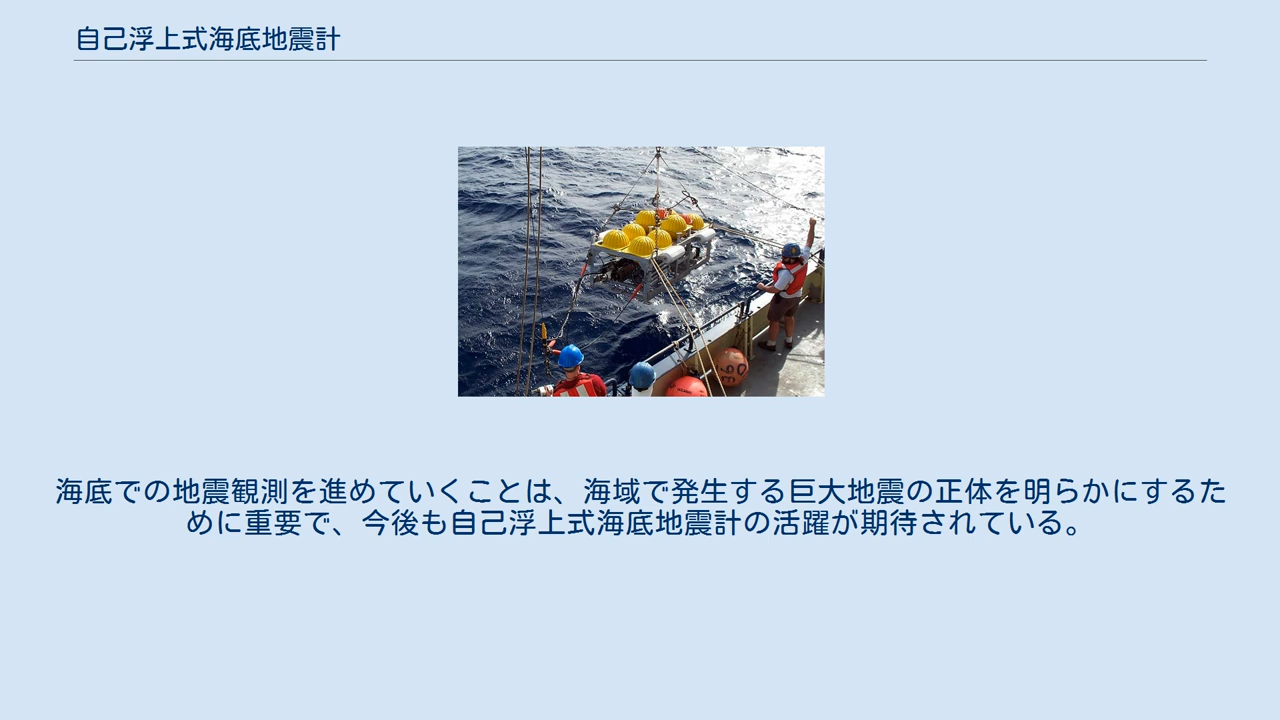 自己浮上式海底地震計
海底での地震観測を進めていくことは、海域で発生する巨大地震の正体を明らかにするた
めに重要で、今後も自己浮上式海底地震計の活躍が期待されている。